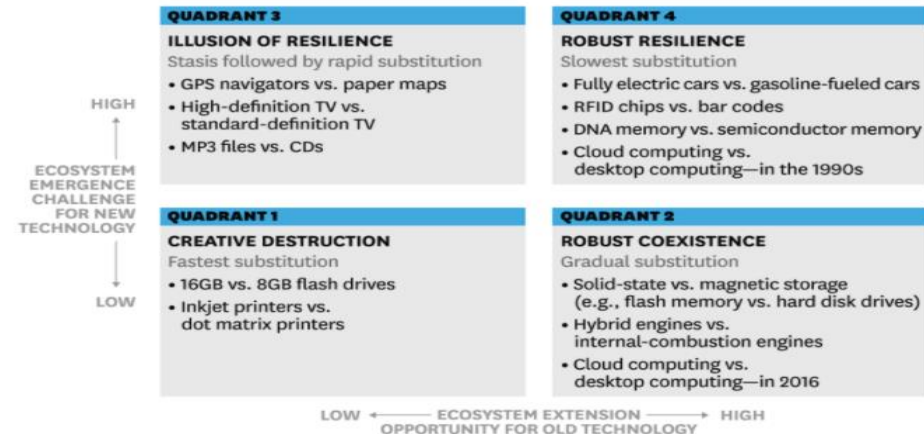 QUADRANT 3
ILLUSION OF RESILIENCE
Stasis followed by rapid substitution
• GPS navigators vs. paper maps
• High-definition TV vs.
standard-definition TV
• MP3 files vs. CDs
QUADRANT 4
ROBUST RESILIENCE
Slowest substitution
• Fully electric cars vs. gasoline-fueled cars
• RFID chips vs. bar codes
• DNA memory vs. semiconductor memory
• Cloud computing vs.
desktop computing—in the 1990s
HIGH
ECOSYSTEM
EMERGENCE
CHALLENGE
FOR NEW
TECHNOLOGY
LOW
QUADRANT 1
CREATIVE DESTRUCTION
Fastest substitution
• 16GB vs. 8GB flash drives
• Inkjet printers vs.
dot matrix printers
QUADRANT 2
ROBUST COEXISTENCE
Gradual substitution
• Solid-state vs. magnetic storage
(e.g., flash memory vs. hard disk drives)
• Hybrid engines vs.
internal-combustion engines
• Cloud computing vs.
desktop computing—in 2016
LOW ECOSYSTEM EXTENSION HIGH
OPPORTUNITY FOR OLD TECHNOLOGY